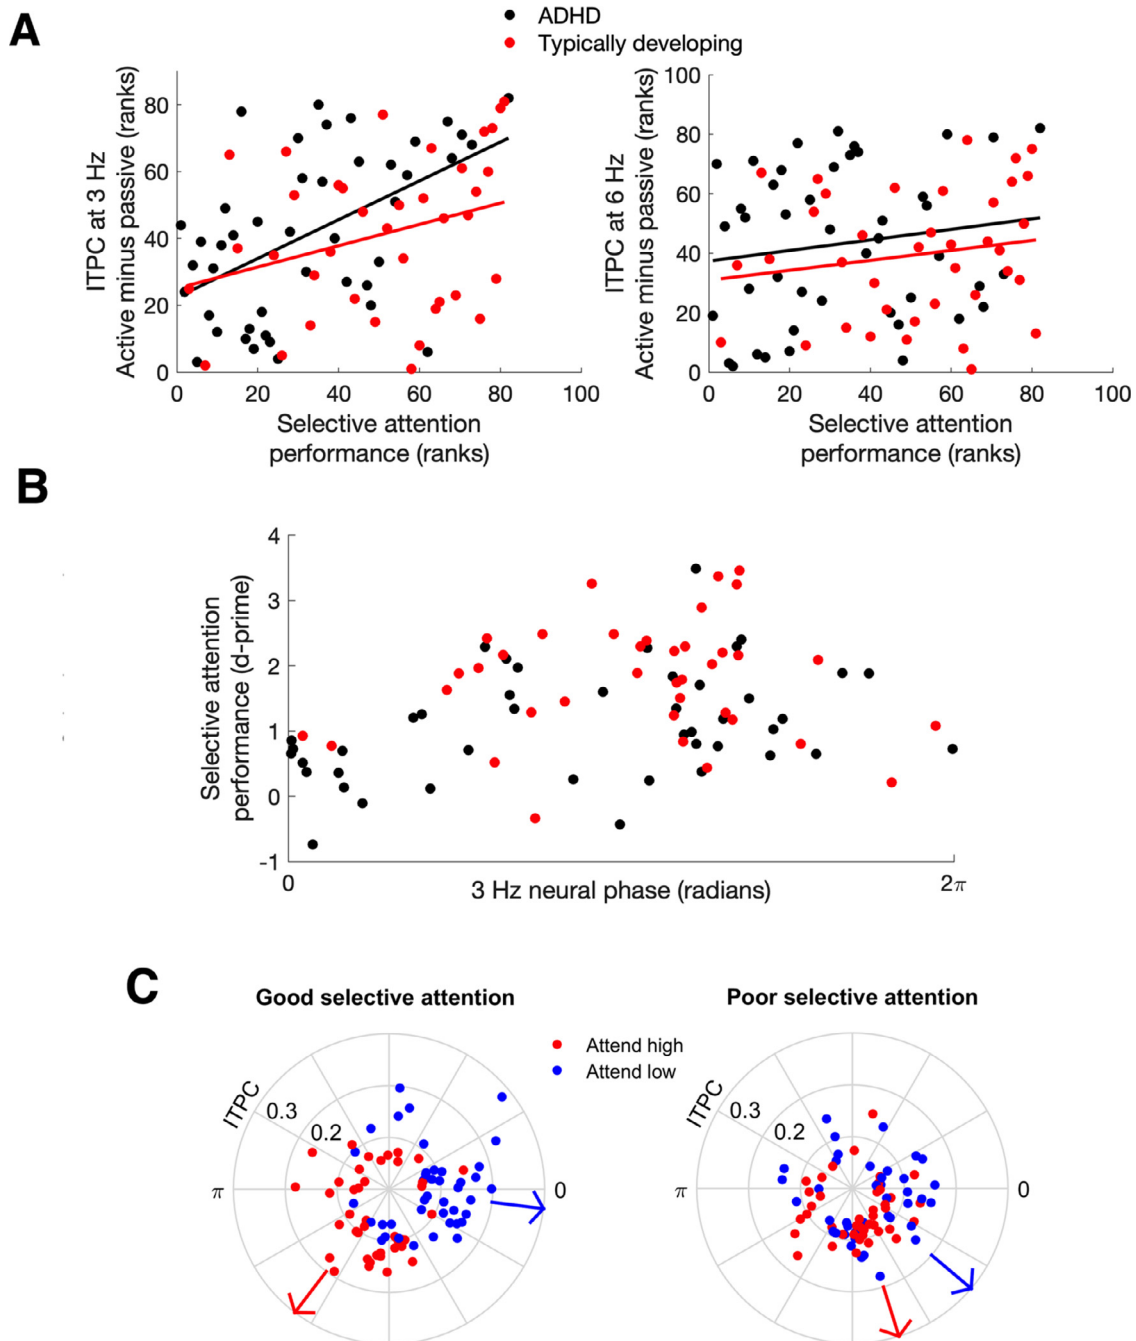 A
ADHD
Typically developing
ITPC at 3 Hz
Active minus passive (ranks)
80
60
40
20
0
0 20 40 60 80 100
Selective attention
performance (ranks)
ITPC at 6 Hz
Active minus passive (ranks)
100
80
60
40
20
0
0 20 40 60 80 100
Selective attention
performance (ranks)
B
Selective attention
performance (d-prime)
4
3
2
1
0
-1
0 2π
3 Hz neural phase (radians)
C
Good selective attention
ITPC
0.3
0.2
π
0
Attend high
Attend low
Poor selective attention
ITPC
0.3
0.2
π
0